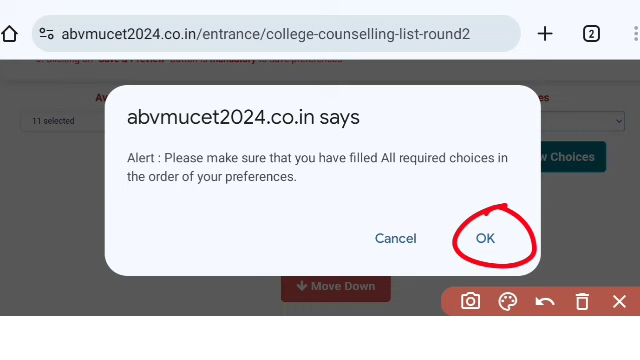 abvmucet2024.co.in/entrance/college-counselling-list-round2
2
abvmucet2024.co.in says
11 selected
Alert : Please make sure that you have filled All required choices in
the order of your preferences.
Choices
Cancel
OK
Move Down